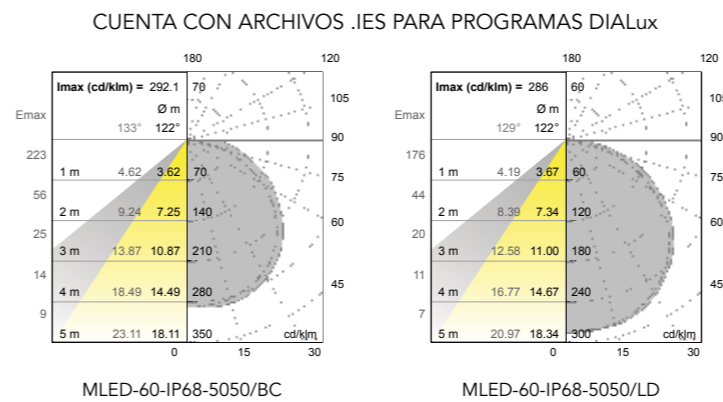 CUENTA CON ARCHIVOS .IES PARA PROGRAMAS DIALux
180 120
Imax (cd/klm) = 292.1 70
Ø m
Emax 133° 122°
105
90
223
1 m 4.62 3.62 70
75
56
2 m 9.24 7.25 140
60
25
3 m 13.87 10.87 210
14
45
4 m 18.49 14.49 280
9
5 m 23.11 18.11 350 cd/klm
0 15 30
MLED-60-IP68-5050/BC
180 120
Imax (cd/klm) = 286 60
Ø m
Emax 129° 122°
105
90
176
1 m 4.19 3.67 60
75
44
2 m 8.39 7.34 120
60
20
3 m 12.58 11.00 180
11
45
4 m 16.77 14.67 240
7
5 m 20.97 18.34 300 cd/klm
0 15 30
MLED-60-IP68-5050/LD